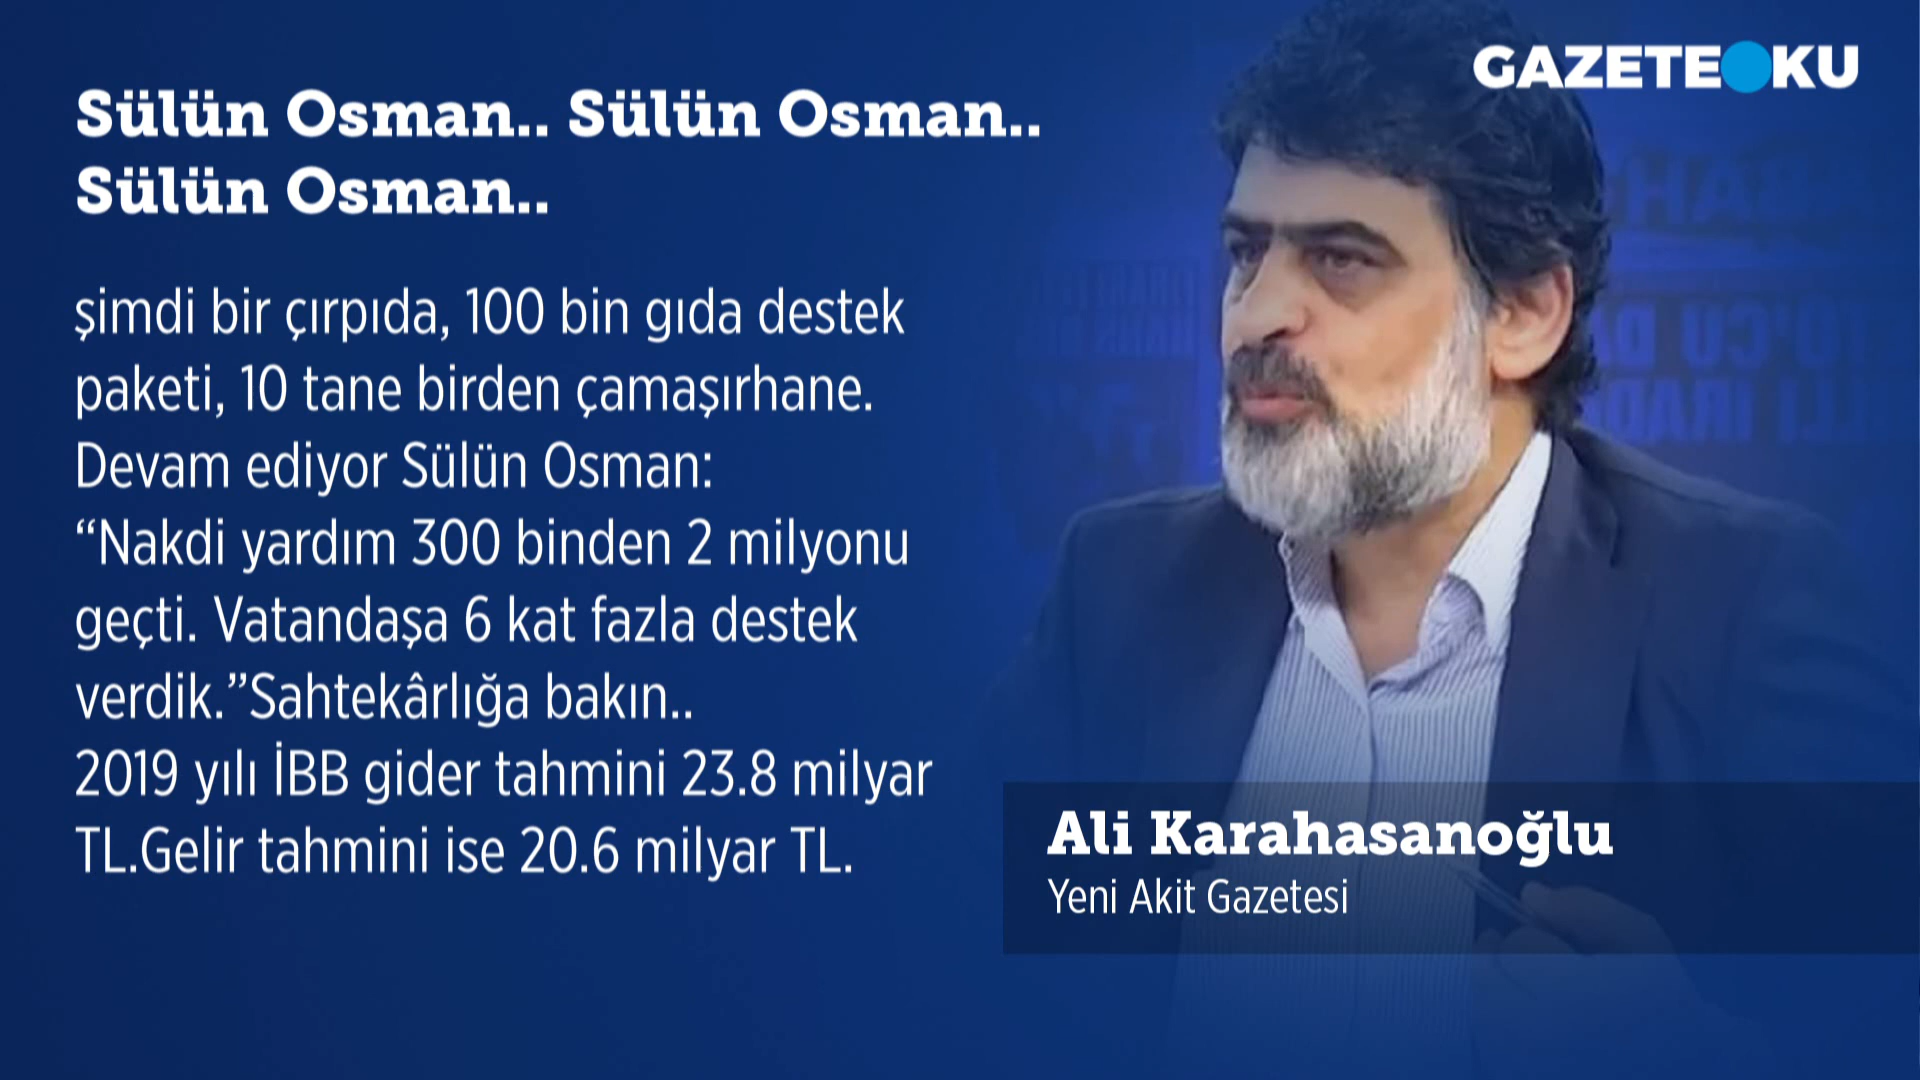 GAZETE OKU
Sülün Osman.. Sülün Osman..
Sülün Osman..
şimdi bir çırpıda, 100 bin gıda destek
paketi, 10 tane birden çamaşırhane.
Devam ediyor Sülün Osman:
“Nakdi yardım 300 binden 2 milyonu
geçti. Vatandaşa 6 kat fazla destek
verdik.”Sahtekârlığa bakın..
2019 yılı İBB gider tahmini 23.8 milyar
TL.Gelir tahmini ise 20.6 milyar TL.
Ali Karahasanoğlu
Yeni Akit Gazetesi